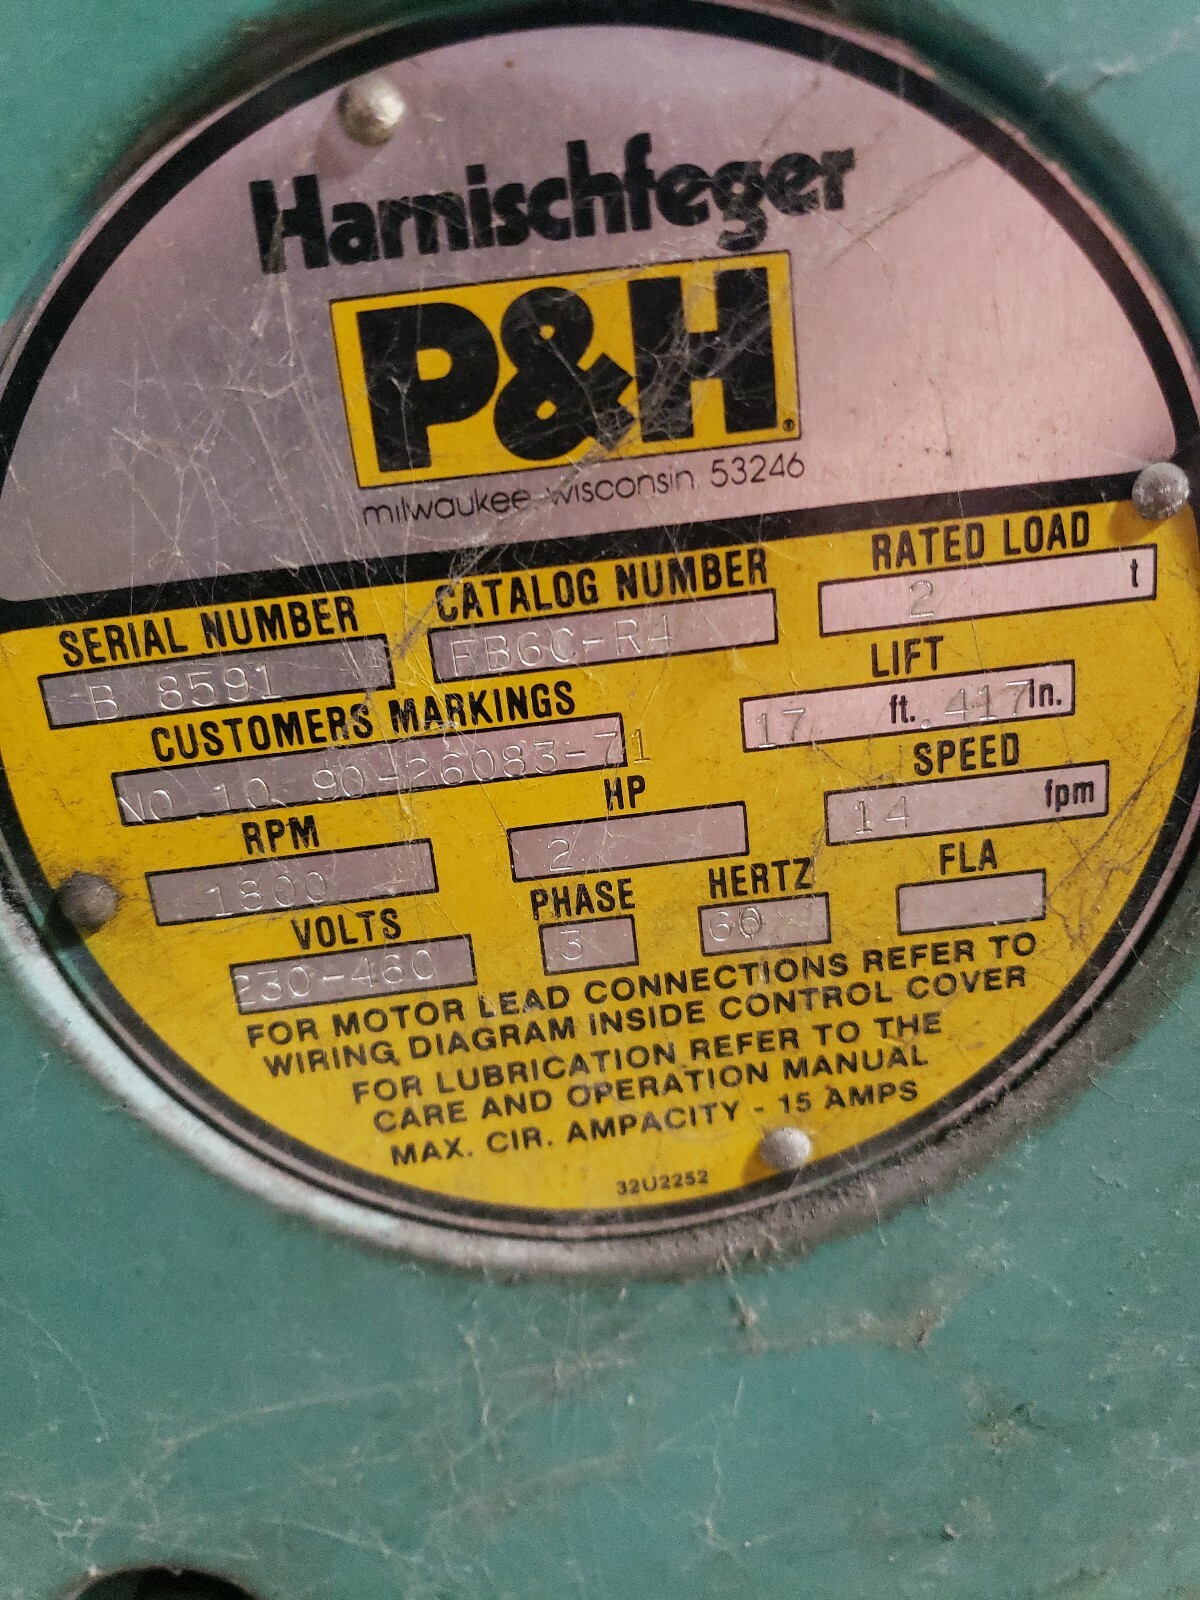 Harnischfeger
P&H®
milwaukee, wisconsin 53246
SERIAL NUMBER CATALOG NUMBER RATED LOAD
B 8591 FB6C-R4 2 t
CUSTOMERS MARKINGS LIFT
NO 10 90-26083-71 17 ft. .417 In.
RPM HP SPEED
1800 2 14 fpm
VOLTS PHASE HERTZ FLA
230-460 3 60
FOR MOTOR LEAD CONNECTIONS REFER TO
WIRING DIAGRAM INSIDE CONTROL COVER
FOR LUBRICATION REFER TO THE
CARE AND OPERATION MANUAL
MAX. CIR. AMPACITY - 15 AMPS
32U2252